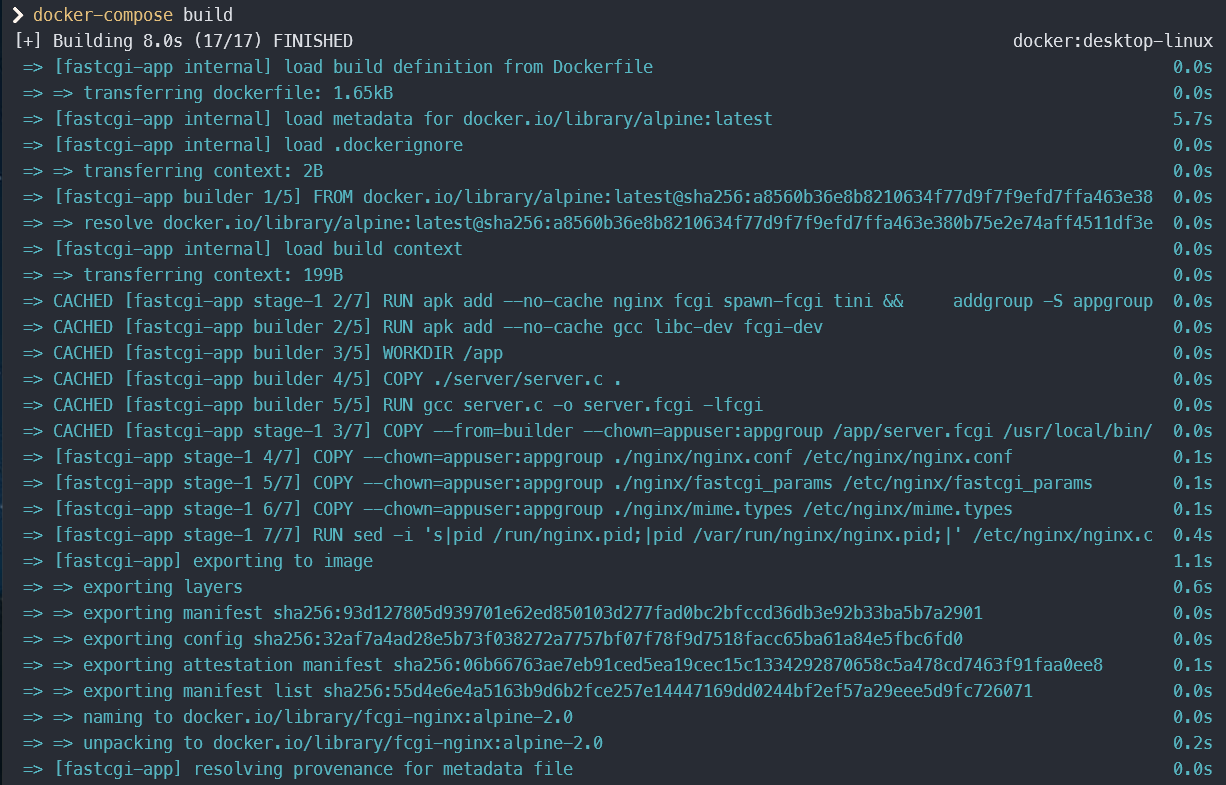 ❯ docker-compose build
[+] Building 8.0s (17/17) FINISHED docker:desktop-linux
=> [fastcgi-app internal] load build definition from Dockerfile 0.0s
=> => transferring dockerfile: 1.65kB 0.0s
=> [fastcgi-app internal] load metadata for docker.io/library/alpine:latest 5.7s
=> [fastcgi-app internal] load .dockerignore 0.0s
=> => transferring context: 2B 0.0s
=> [fastcgi-app builder 1/5] FROM docker.io/library/alpine:latest@sha256:a8560b36e8b8210634f77d9f7f9efd7ffa463e38 0.0s
=> => resolve docker.io/library/alpine:latest@sha256:a8560b36e8b8210634f77d9f7f9efd7ffa463e380b75e2e74aff4511df3e 0.0s
=> [fastcgi-app internal] load build context 0.0s
=> => transferring context: 199B 0.0s
=> CACHED [fastcgi-app stage-1 2/7] RUN apk add --no-cache nginx fcgi spawn-fcgi tini &&     addgroup -S appgroup 0.0s
=> CACHED [fastcgi-app builder 2/5] RUN apk add --no-cache gcc libc-dev fcgi-dev 0.0s
=> CACHED [fastcgi-app builder 3/5] WORKDIR /app 0.0s
=> CACHED [fastcgi-app builder 4/5] COPY ./server/server.c . 0.0s
=> CACHED [fastcgi-app builder 5/5] RUN gcc server.c -o server.fcgi -lfcgi 0.0s
=> CACHED [fastcgi-app stage-1 3/7] COPY --from=builder --chown=appuser:appgroup /app/server.fcgi /usr/local/bin/ 0.0s
=> [fastcgi-app stage-1 4/7] COPY --chown=appuser:appgroup ./nginx/nginx.conf /etc/nginx/nginx.conf 0.1s
=> [fastcgi-app stage-1 5/7] COPY --chown=appuser:appgroup ./nginx/fastcgi_params /etc/nginx/fastcgi_params 0.1s
=> [fastcgi-app stage-1 6/7] COPY --chown=appuser:appgroup ./nginx/mime.types /etc/nginx/mime.types 0.1s
=> [fastcgi-app stage-1 7/7] RUN sed -i 's|pid /run/nginx.pid;|pid /var/run/nginx/nginx.pid;|' /etc/nginx/nginx.c 0.4s
=> [fastcgi-app] exporting to image 1.1s
=> => exporting layers 0.6s
=> => exporting manifest sha256:93d127805d939701e62ed850103d277fad0bc2bfccd36db3e92b33ba5b7a2901 0.0s
=> => exporting config sha256:32af7a4ad28e5b73f038272a7757bf07f78f9d7518facc65ba61a84e5fbc6fd0 0.0s
=> => exporting attestation manifest sha256:06b66763ae7eb91ced5ea19cec15c1334292870658c5a478cd7463f91faa0ee8 0.1s
=> => exporting manifest list sha256:55d4e6e4a5163b9d6b2fce257e14447169dd0244bf2ef57a29eee5d9fc726071 0.0s
=> => naming to docker.io/library/fcgi-nginx:alpine-2.0 0.0s
=> => unpacking to docker.io/library/fcgi-nginx:alpine-2.0 0.2s
=> [fastcgi-app] resolving provenance for metadata file 0.0s